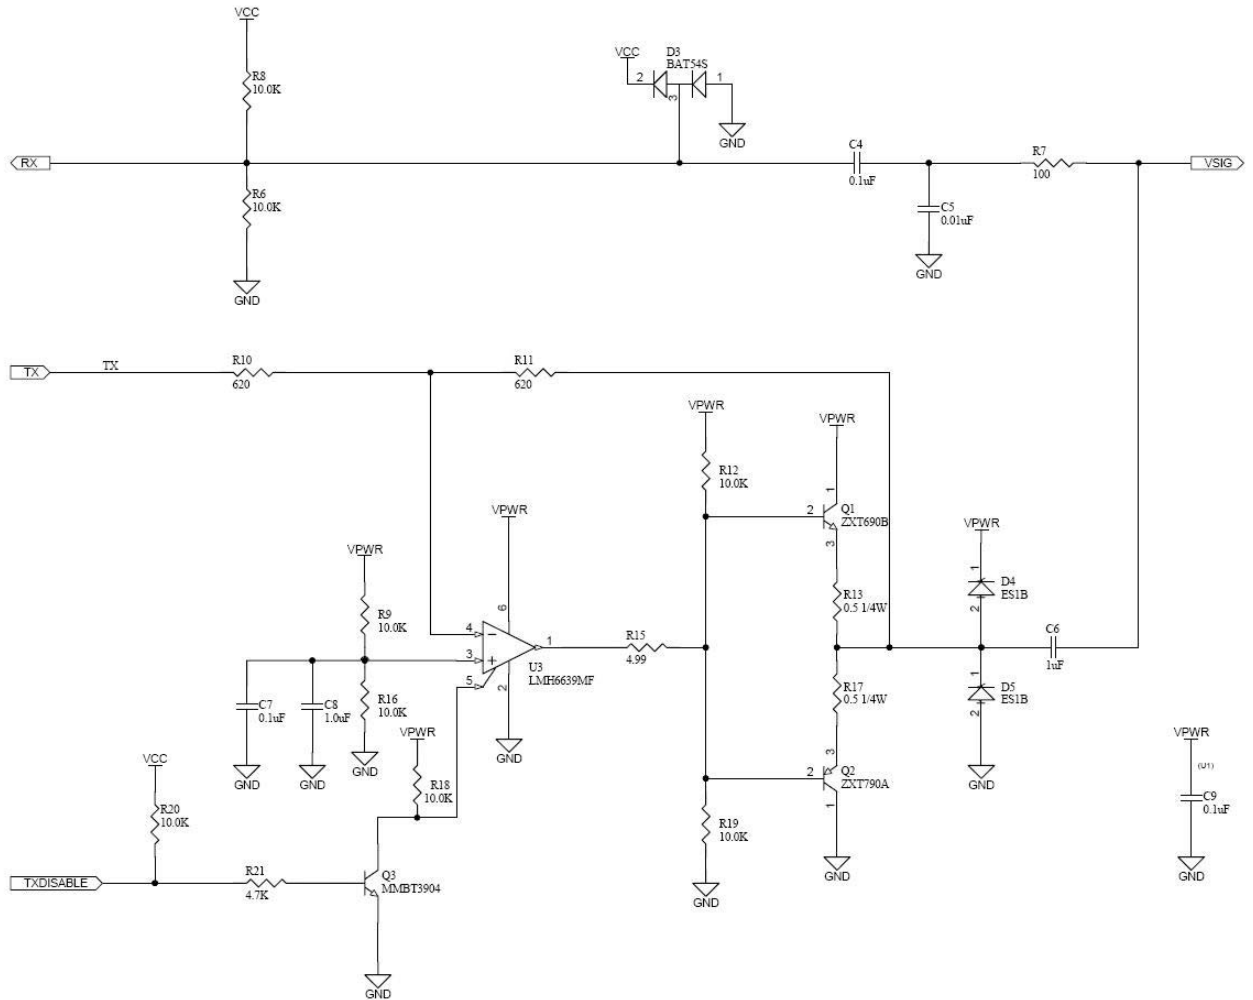 VCC
R8
10.0K
VCC
D3
BAT54S
2
1
3
GND
RX
C4
0.1uF
R7
100
VSIG
R6
10.0K
C5
0.01uF
GND
GND
TX
TX
R10
620
R11
620
VPWR
VPWR
R12
10.0K
1
2
Q1
ZXT690B
3
VPWR
VPWR
VPWR
R9
10.0K
6
4
3
5
2
1
U3
LMH6639MF
R15
4.99
R13
0.5 1/4W
1
D4
ES1B
2
C6
1uF
C7
0.1uF
C8
1.0uF
R16
10.0K
R17
0.5 1/4W
1
D5
ES1B
2
GND
GND
GND
GND
GND
VPWR
R18
10.0K
3
2
Q2
ZXT790A
1
VPWR
(U1)
C9
0.1uF
VCC
R20
10.0K
R19
10.0K
GND
GND
GND
TXDISABLE
R21
4.7K
Q3
MMBT3904
GND